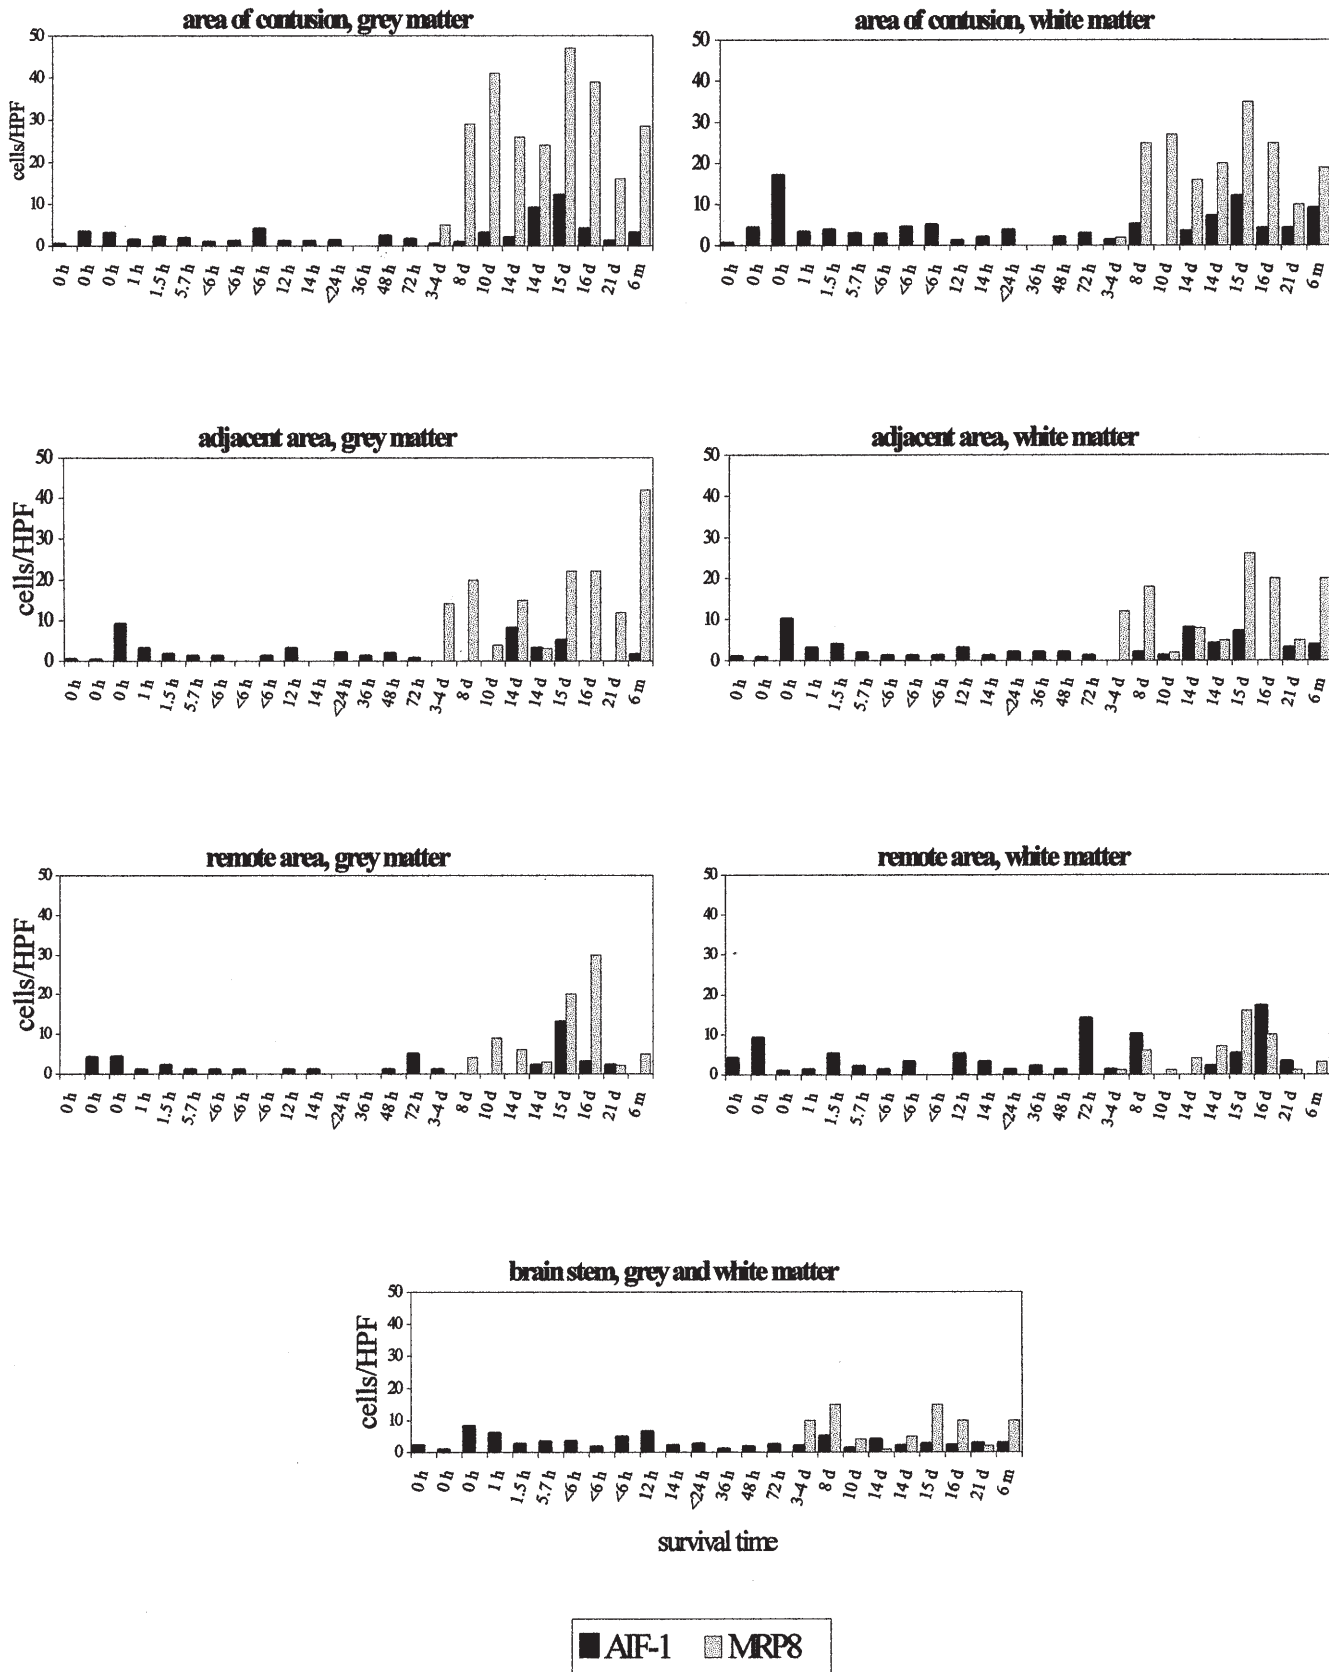 area of contusion, grey matter
cells/HPF
50
40
30
20
10
0
0 h 0 h 0 h 1 h 1.5 h 5.7 h <6 h <6 h <6 h 12 h 14 h <24 h 36 h 48 h 72 h 3-4 d 8 d 10 d 14 d 14 d 15 d 16 d 21 d 6 m
area of contusion, white matter
50
40
30
20
10
0
0 h 0 h 0 h 1 h 1.5 h 5.7 h <6 h <6 h <6 h 12 h 14 h <24 h 36 h 48 h 72 h 3-4 d 8 d 10 d 14 d 14 d 15 d 16 d 21 d 6 m
adjacent area, grey matter
cells/HPF
50
40
30
20
10
0
0 h 0 h 0 h 1 h 1.5 h 5.7 h <6 h <6 h <6 h 12 h 14 h <24 h 36 h 48 h 72 h 3-4 d 8 d 10 d 14 d 14 d 15 d 16 d 21 d 6 m
adjacent area, white matter
50
40
30
20
10
0
0 h 0 h 0 h 1 h 1.5 h 5.7 h <6 h <6 h <6 h 12 h 14 h <24 h 36 h 48 h 72 h 3-4 d 8 d 10 d 14 d 14 d 15 d 16 d 21 d 6 m
remote area, grey matter
cells/HPF
50
40
30
20
10
0
0 h 0 h 0 h 1 h 1.5 h 5.7 h <6 h <6 h <6 h 12 h 14 h <24 h 36 h 48 h 72 h 3-4 d 8 d 10 d 14 d 14 d 15 d 16 d 21 d 6 m
remote area, white matter
50
40
30
20
10
0
0 h 0 h 0 h 1 h 1.5 h 5.7 h <6 h <6 h <6 h 12 h 14 h <24 h 36 h 48 h 72 h 3-4 d 8 d 10 d 14 d 14 d 15 d 16 d 21 d 6 m
brain stem, grey and white matter
cells/HPF
50
40
30
20
10
0
0 h 0 h 0 h 1 h 1.5 h 5.7 h <6 h <6 h <6 h 12 h 14 h <24 h 36 h 48 h 72 h 3-4 d 8 d 10 d 14 d 14 d 15 d 16 d 21 d 6 m
survival time
AIF-1 MRP8